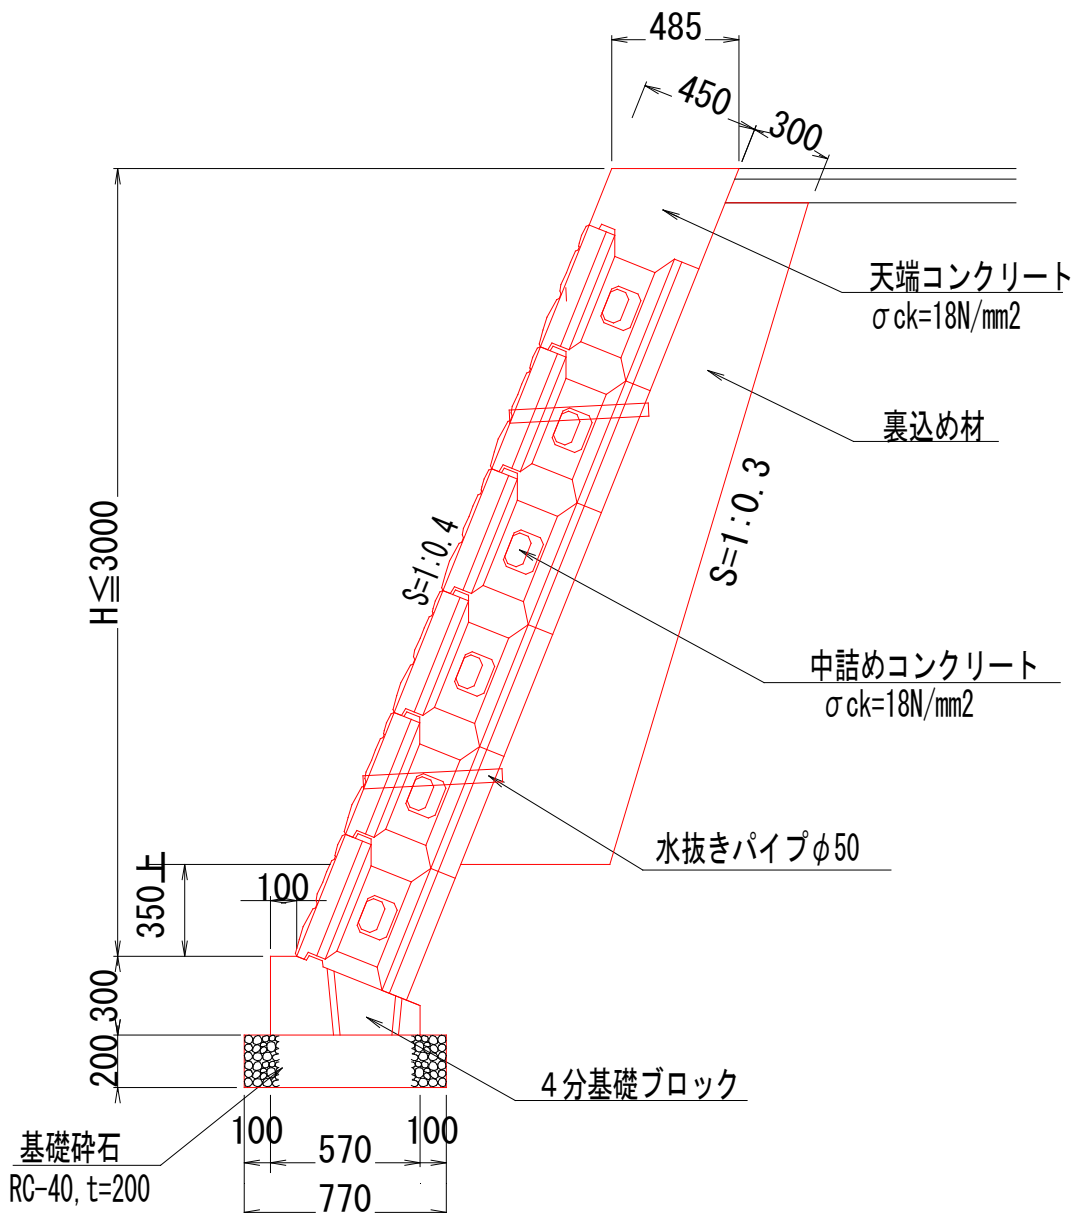 485
450
300
天端コンクリート
σck=18N/mm2
裏込め材
S=1:0.3
H≦3000
S=1:0.4
中詰めコンクリート
σck=18N/mm2
水抜きパイプφ50
350上
100
300
200
4分基礎ブロック
100
570
100
基礎砕石
RC-40,t=200
770